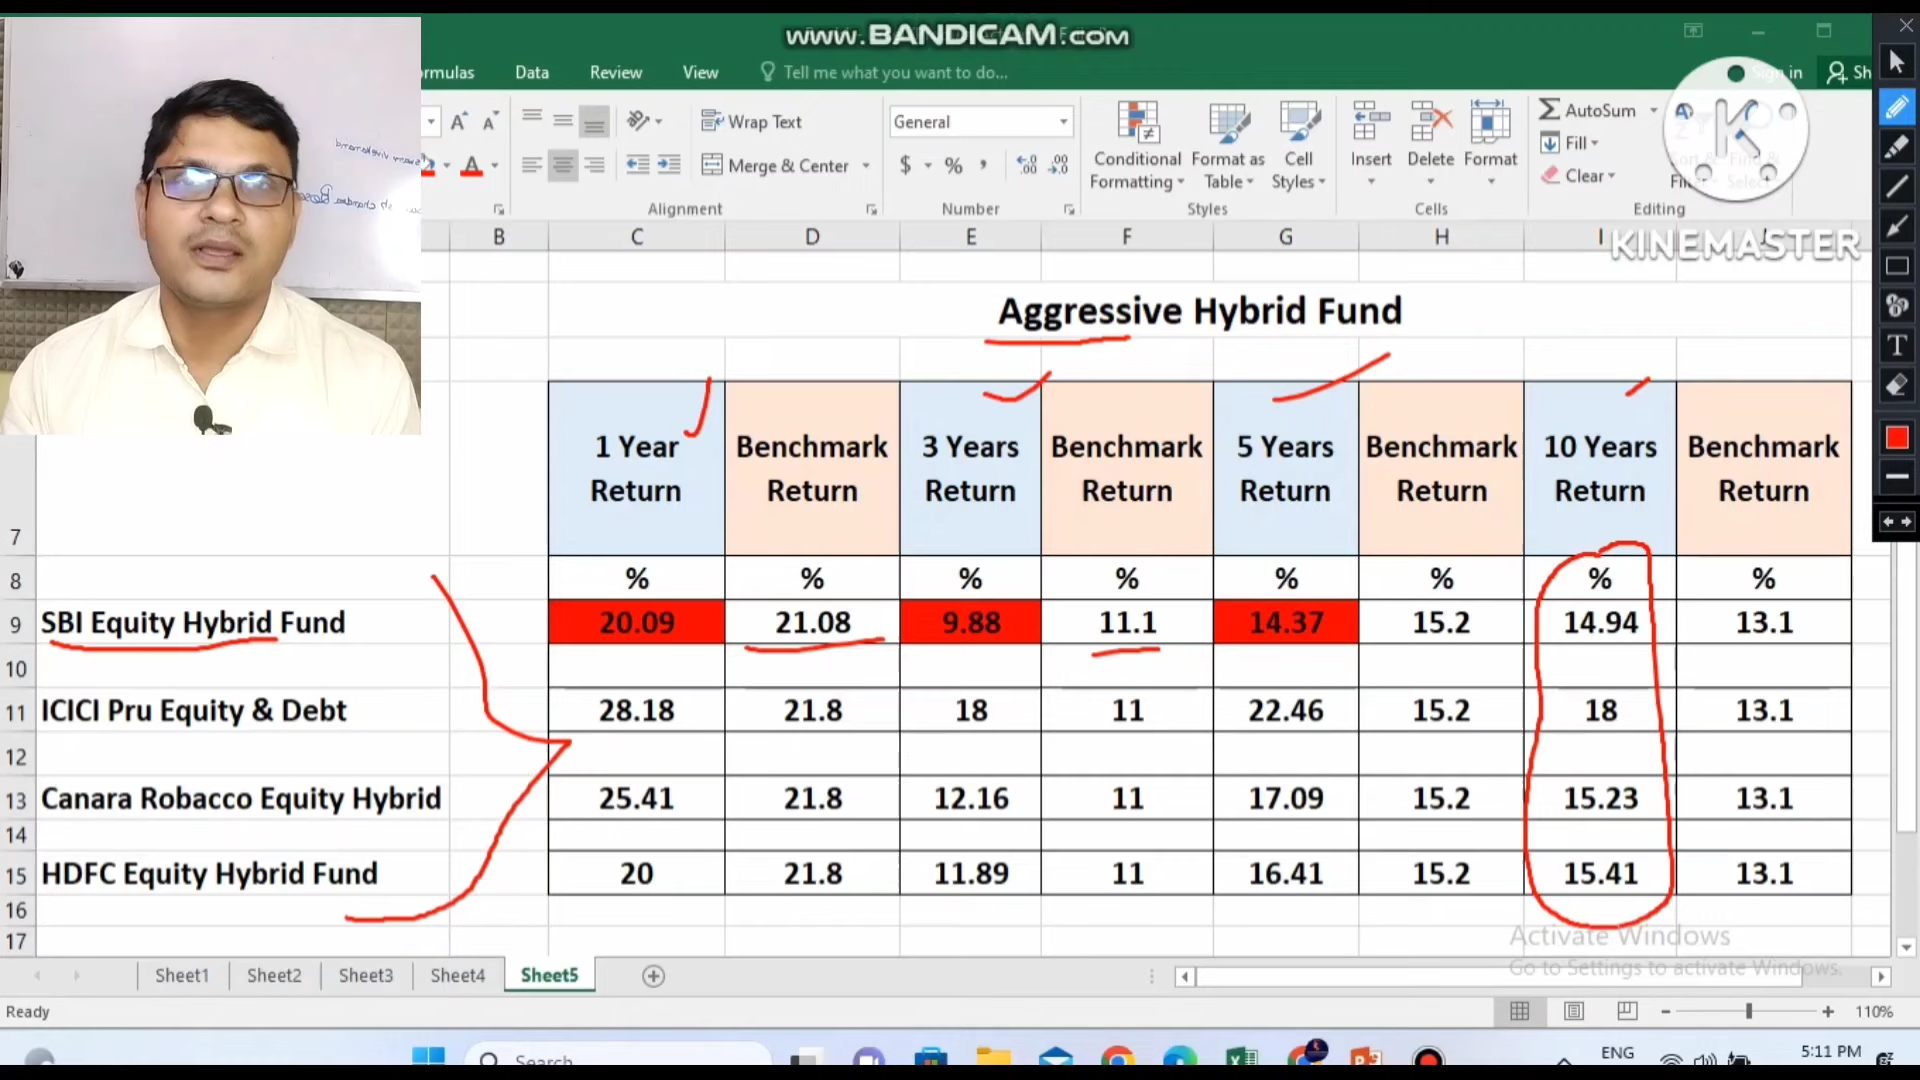 www.BANDICAM.com
Data Review View Tell me what you want to do...
Wrap Text General AutoSum
Fill
Merge & Center $ % Conditional Formatting Format as Table Cell Styles Insert Delete Format Clear
Alignment Number Styles Cells Editing
KINEMASTER
B C D E F G H I
Aggressive Hybrid Fund
7 1 Year Return Benchmark Return 3 Years Return Benchmark Return 5 Years Return Benchmark Return 10 Years Return Benchmark Return
8 % % % % % % % %
9 SBI Equity Hybrid Fund 20.09 21.08 9.88 11.1 14.37 15.2 14.94 13.1
10
11 ICICI Pru Equity & Debt 28.18 21.8 18 11 22.46 15.2 18 13.1
12
13 Canara Robacco Equity Hybrid 25.41 21.8 12.16 11 17.09 15.2 15.23 13.1
14
15 HDFC Equity Hybrid Fund 20 21.8 11.89 11 16.41 15.2 15.41 13.1
16
17
Activate Windows
Go to Settings to activate Windows.
Sheet1 Sheet2 Sheet3 Sheet4 Sheet5
Ready 110%
Search ENG 5:11 PM